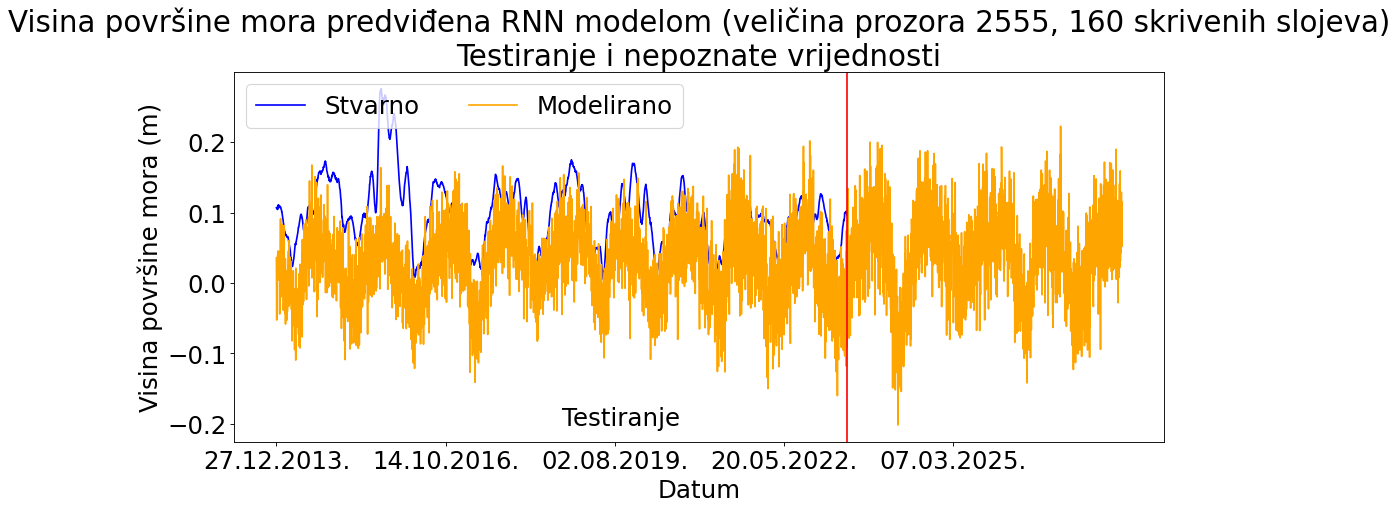 Visina površine mora predviđena RNN modelom (veličina prozora 2555, 160 skrivenih slojeva)
Testiranje i nepoznate vrijednosti
Stvarno Modelirano
Visina površine mora (m)
0.2
0.1
0.0
−0.1
−0.2
Testiranje
27.12.2013. 14.10.2016. 02.08.2019. 20.05.2022. 07.03.2025.
Datum